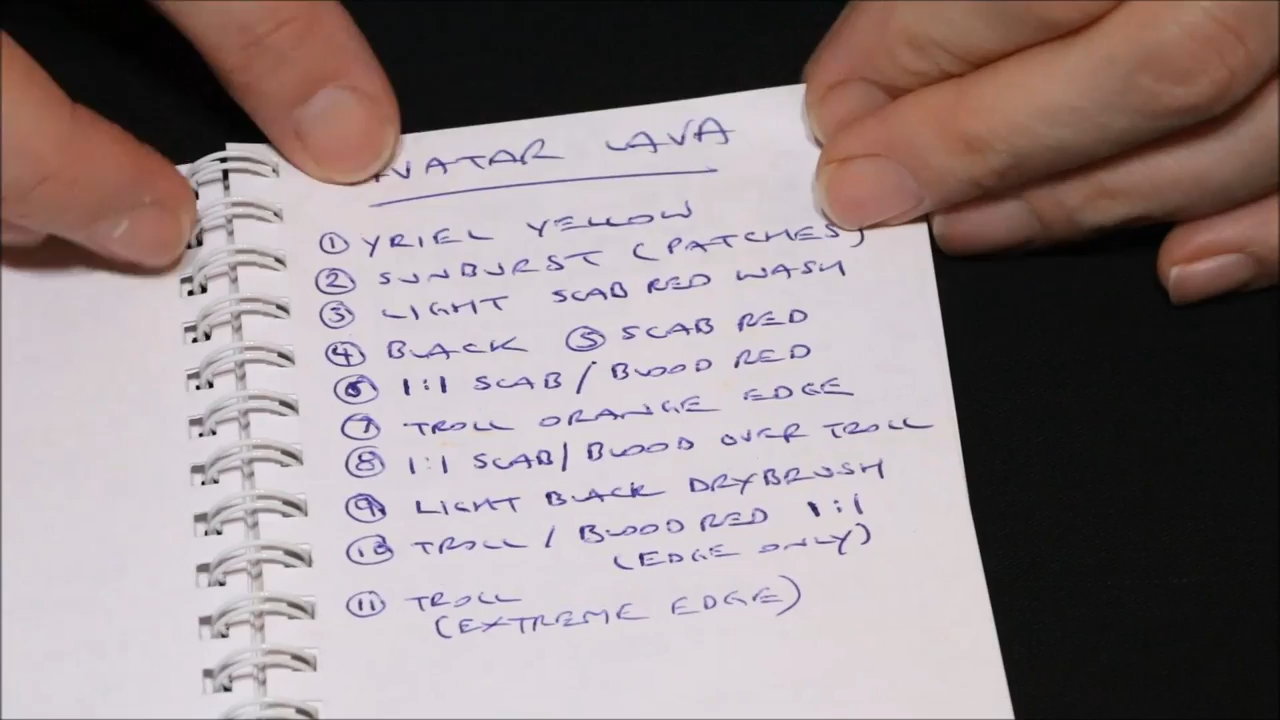 AVATAR LAVA
① YRIEL YELLOW
② SUNBURST (PATCHES)
③ LIGHT SCAB RED WASH
④ BLACK ⑤ SCAB RED
⑥ 1:1 SCAB / BLOOD RED
⑦ TROLL ORANGE EDGE
⑧ 1:1 SCAB / BLOOD OVER TROLL
⑨ LIGHT BLACK DRYBRUSH
⑩ TROLL / BLOOD RED 1:1
(EDGE ONLY)
⑪ TROLL
(EXTREME EDGE)